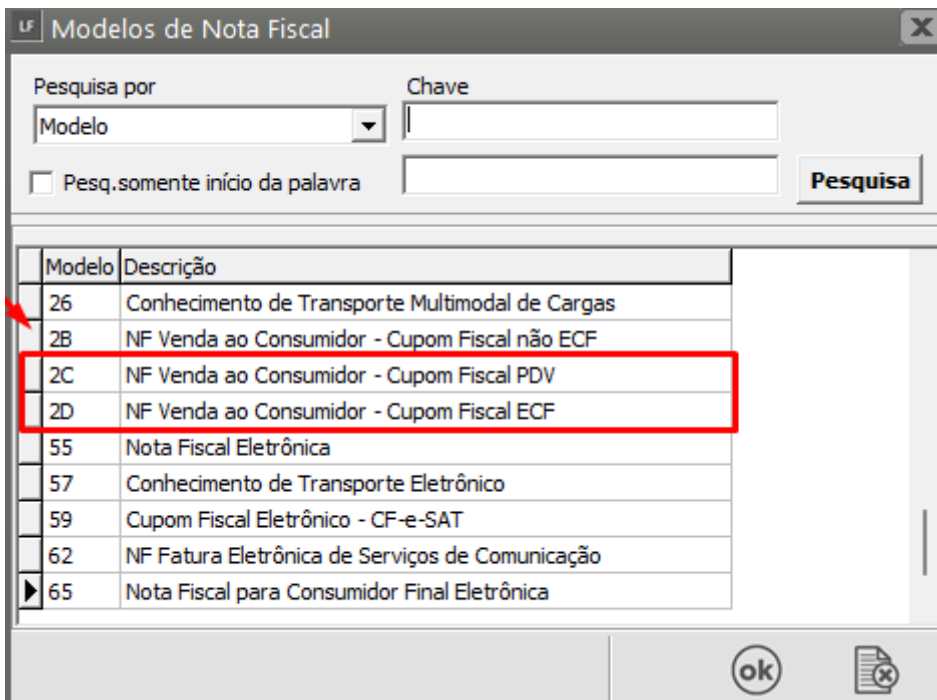 LF Modelos de Nota Fiscal
Pesquisa por Chave
Modelo
Pesq.somente início da palavra Pesquisa
Modelo Descrição
26 Conhecimento de Transporte Multimodal de Cargas
2B NF Venda ao Consumidor - Cupom Fiscal não ECF
2C NF Venda ao Consumidor - Cupom Fiscal PDV
2D NF Venda ao Consumidor - Cupom Fiscal ECF
55 Nota Fiscal Eletrônica
57 Conhecimento de Transporte Eletrônico
59 Cupom Fiscal Eletrônico - CF-e-SAT
62 NF Fatura Eletrônica de Serviços de Comunicação
65 Nota Fiscal para Consumidor Final Eletrônica
ok